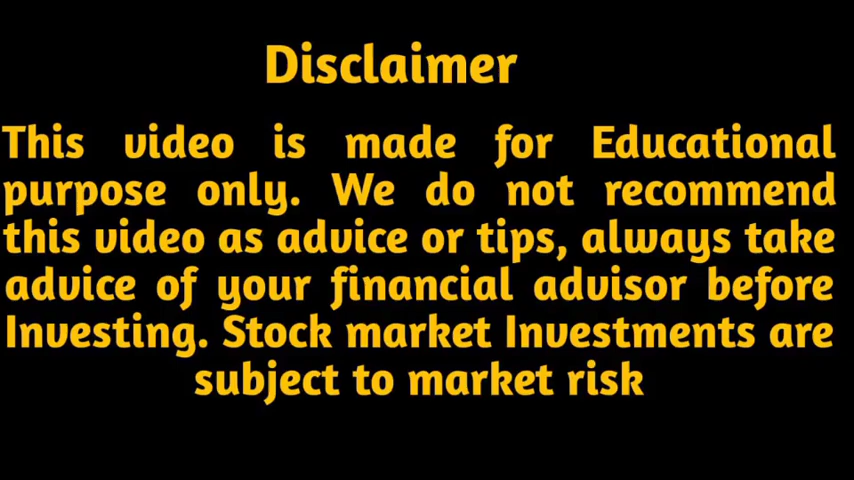 Disclaimer
This video is made for Educational
purpose only. We do not recommend
this video as advice or tips, always take
advice of your financial advisor before
Investing. Stock market Investments are
subject to market risk